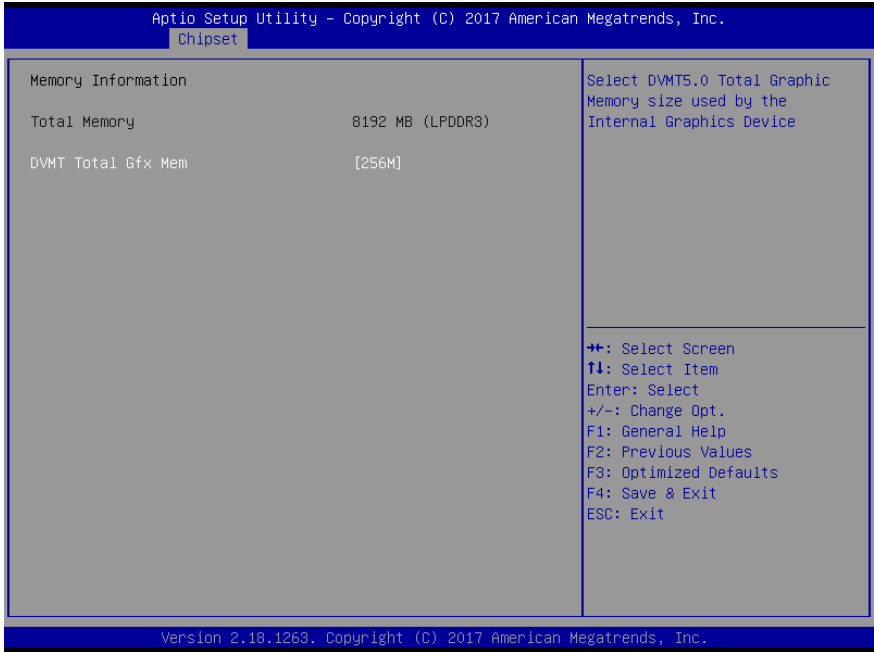 Aptio Setup Utility – Copyright (C) 2017 American Megatrends, Inc.
Chipset
Memory Information
Total Memory 8192 MB (LPDDR3)
DVMT Total Gfx Mem [256M]
Select DVMT5.0 Total Graphic
Memory size used by the
Internal Graphics Device
→←: Select Screen
↑↓: Select Item
Enter: Select
+/-: Change Opt.
F1: General Help
F2: Previous Values
F3: Optimized Defaults
F4: Save & Exit
ESC: Exit
Version 2.18.1263. Copyright (C) 2017 American Megatrends, Inc.